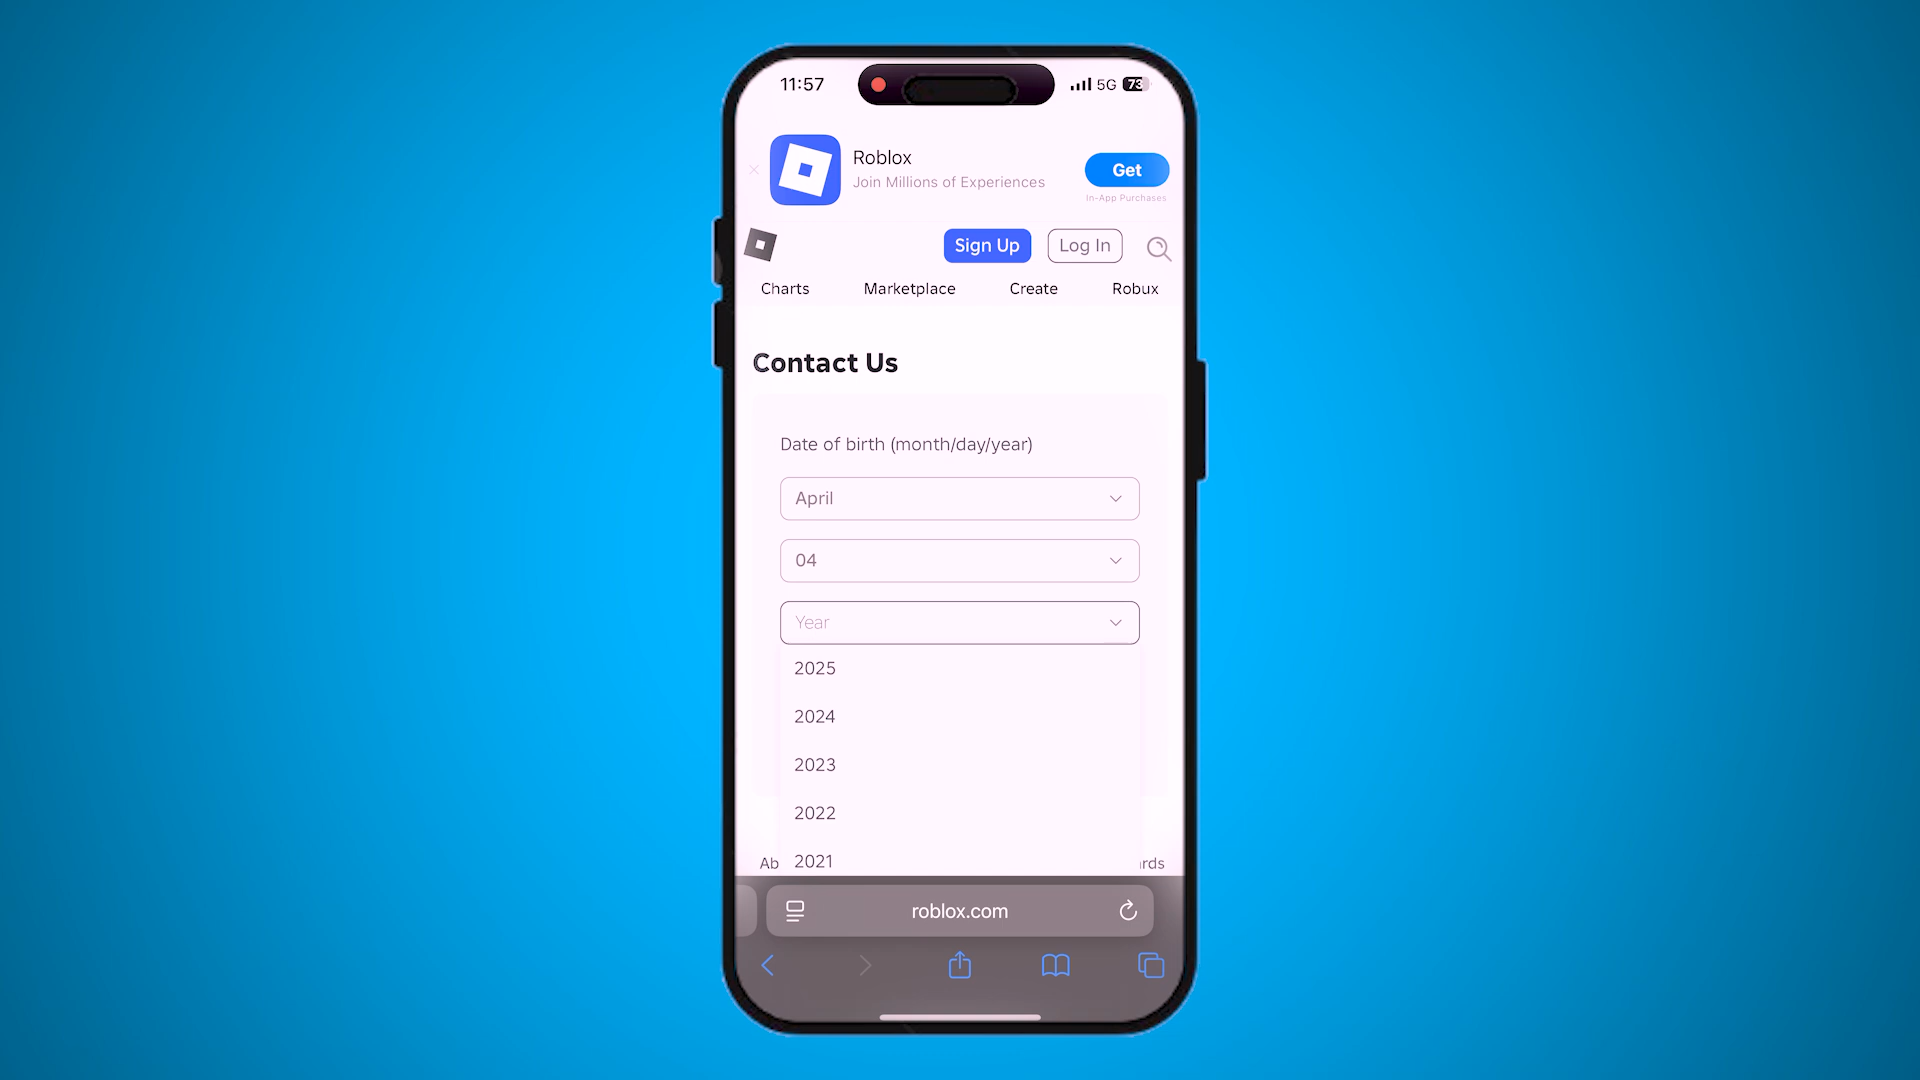 11:57
5G 73
Roblox
Join Millions of Experiences
Get
In-App Purchases
Sign Up
Log In
Charts
Marketplace
Create
Robux
Contact Us
Date of birth (month/day/year)
April
04
Year
2025
2024
2023
2022
2021
Ab
rds
roblox.com